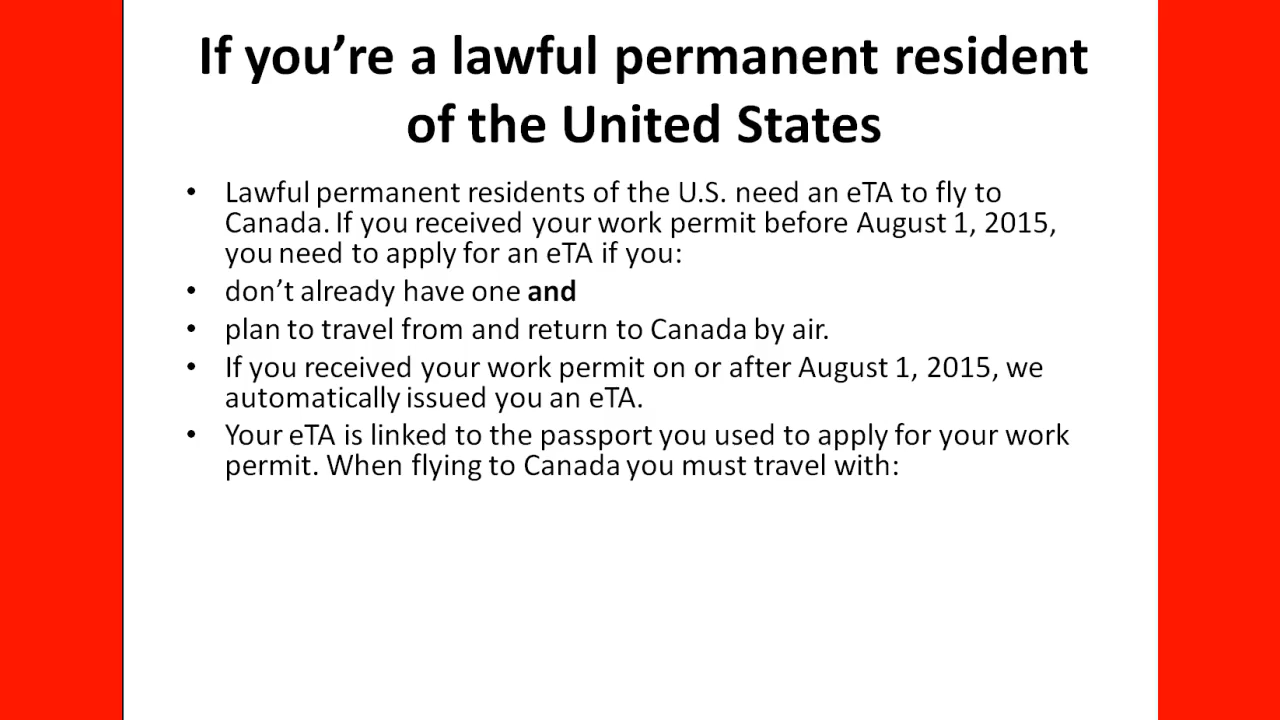 If you’re a lawful permanent resident
of the United States
• Lawful permanent residents of the U.S. need an eTA to fly to
Canada. If you received your work permit before August 1, 2015,
you need to apply for an eTA if you:
• don’t already have one and
• plan to travel from and return to Canada by air.
• If you received your work permit on or after August 1, 2015, we
automatically issued you an eTA.
• Your eTA is linked to the passport you used to apply for your work
permit. When flying to Canada you must travel with: